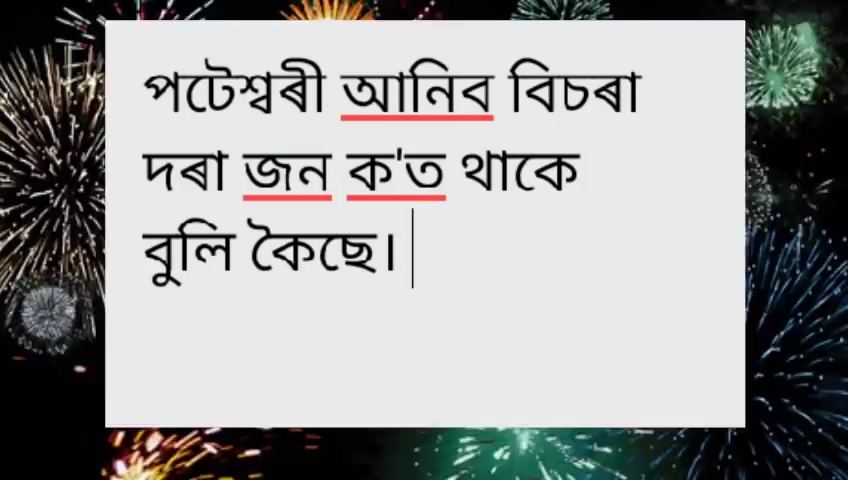 পটেশ্বৰী আনিব বিচৰা
দৰা জন ক'ত থাকে
বুলি কৈছে।